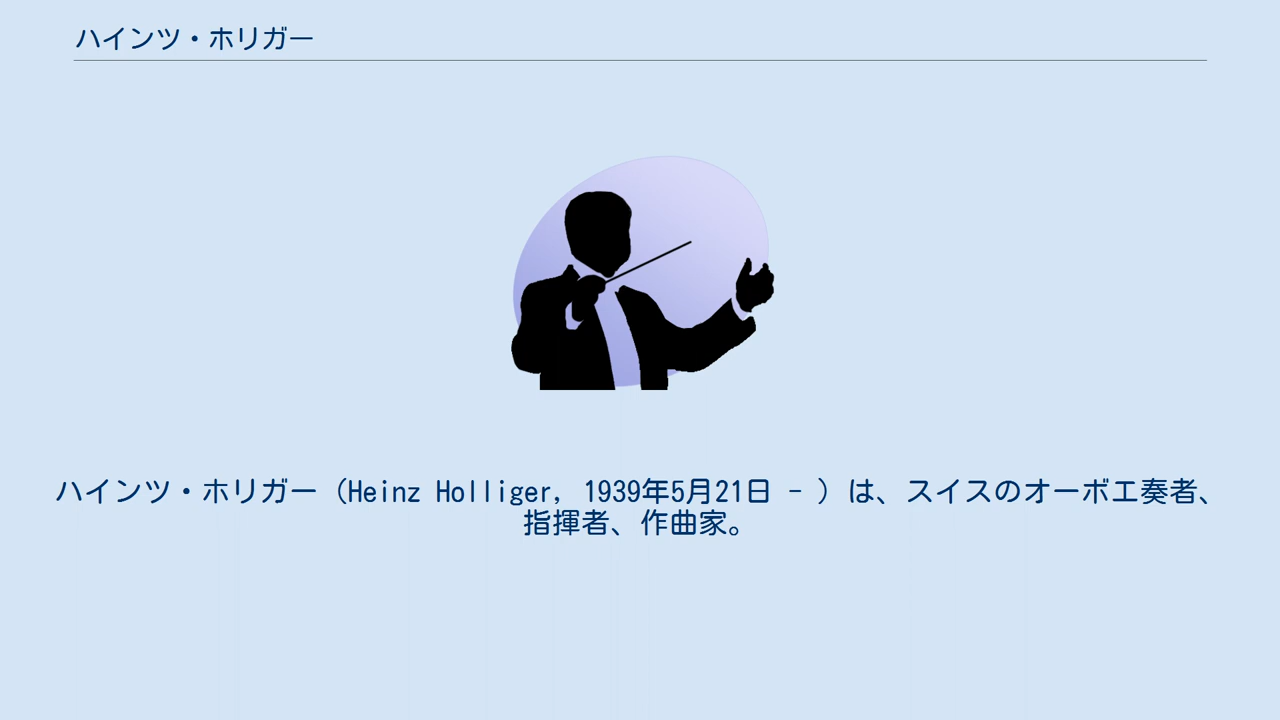 ハインツ・ホリガー
ハインツ・ホリガー（Heinz Holliger, 1939年5月21日 - ）は、スイスのオーボエ奏者、
指揮者、作曲家。